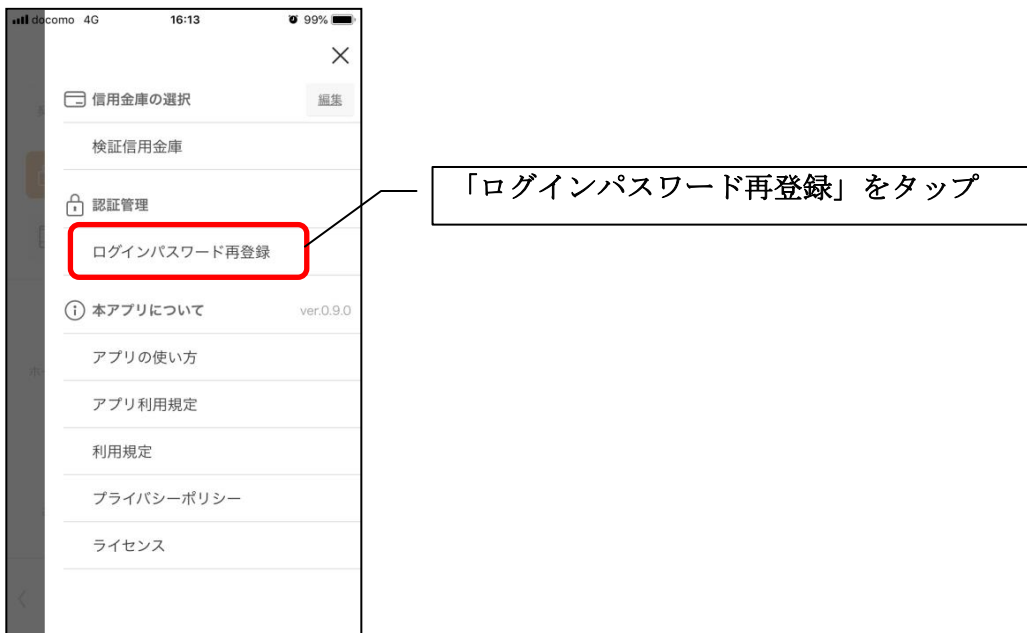 docomo 4G 16:13 99%
信用金庫の選択 編集
検証信用金庫
認証管理
「ログインパスワード再登録」をタップ
ログインパスワード再登録
本アプリについて ver.0.9.0
アプリの使い方
アプリ利用規定
利用規定
プライバシーポリシー
ライセンス